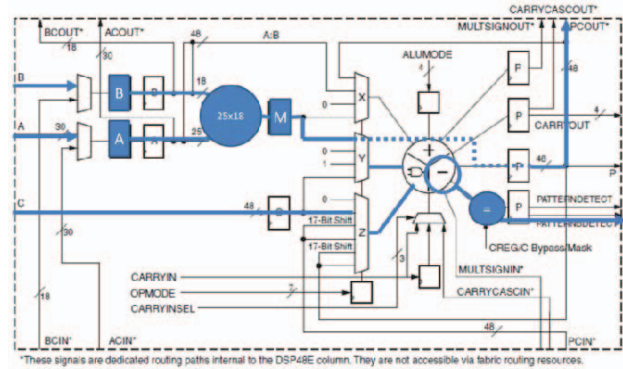 CARRYCASCOUT*
BCOUT* ACOUT* MULTSIGNOUT* PCOUT*
18 30 48 A:B 48
ALUMODE
4
B 18 B 0 X P
25x18 M
A 30 A A 25 P 4
CARRYOUT
0 Y + P 48
1 − P
C 48 0 = P PATTERNDETECT
17-Bit Shift
30 17-Bit Shift Z CREG/C Bypass/Mask
3
CARRYIN MULTSIGNIN*
18 OPMODE 7 CARRYCASCIN*
CARRYINSEL
48
BCIN* ACIN* PCIN*
*These signals are dedicated routing paths internal to the DSP48E column. They are not accessible via fabric routing resources.